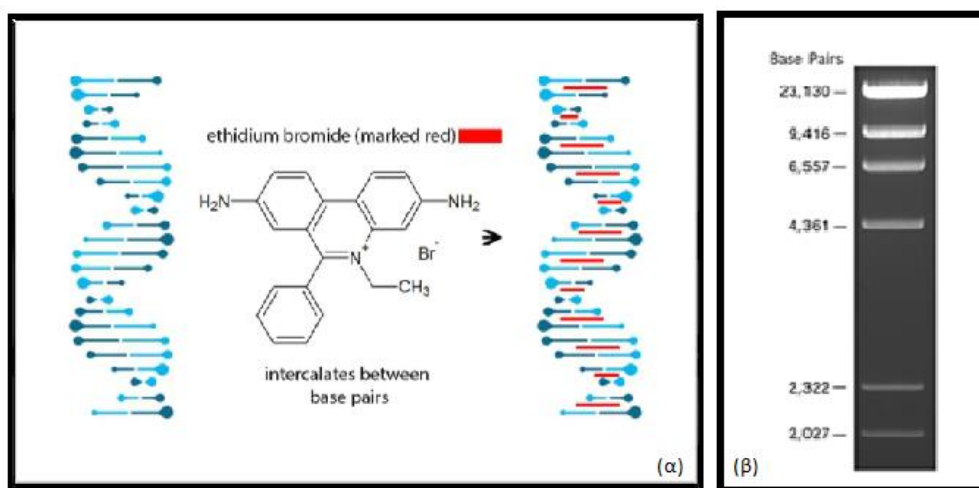 ethidium bromide (marked red)
H₂N
NH₂
N⁺
Br⁻
CH₃
intercalates between
base pairs
(α)
Base Pairs
23,130
9,416
6,557
4,361
2,322
2,027
(β)